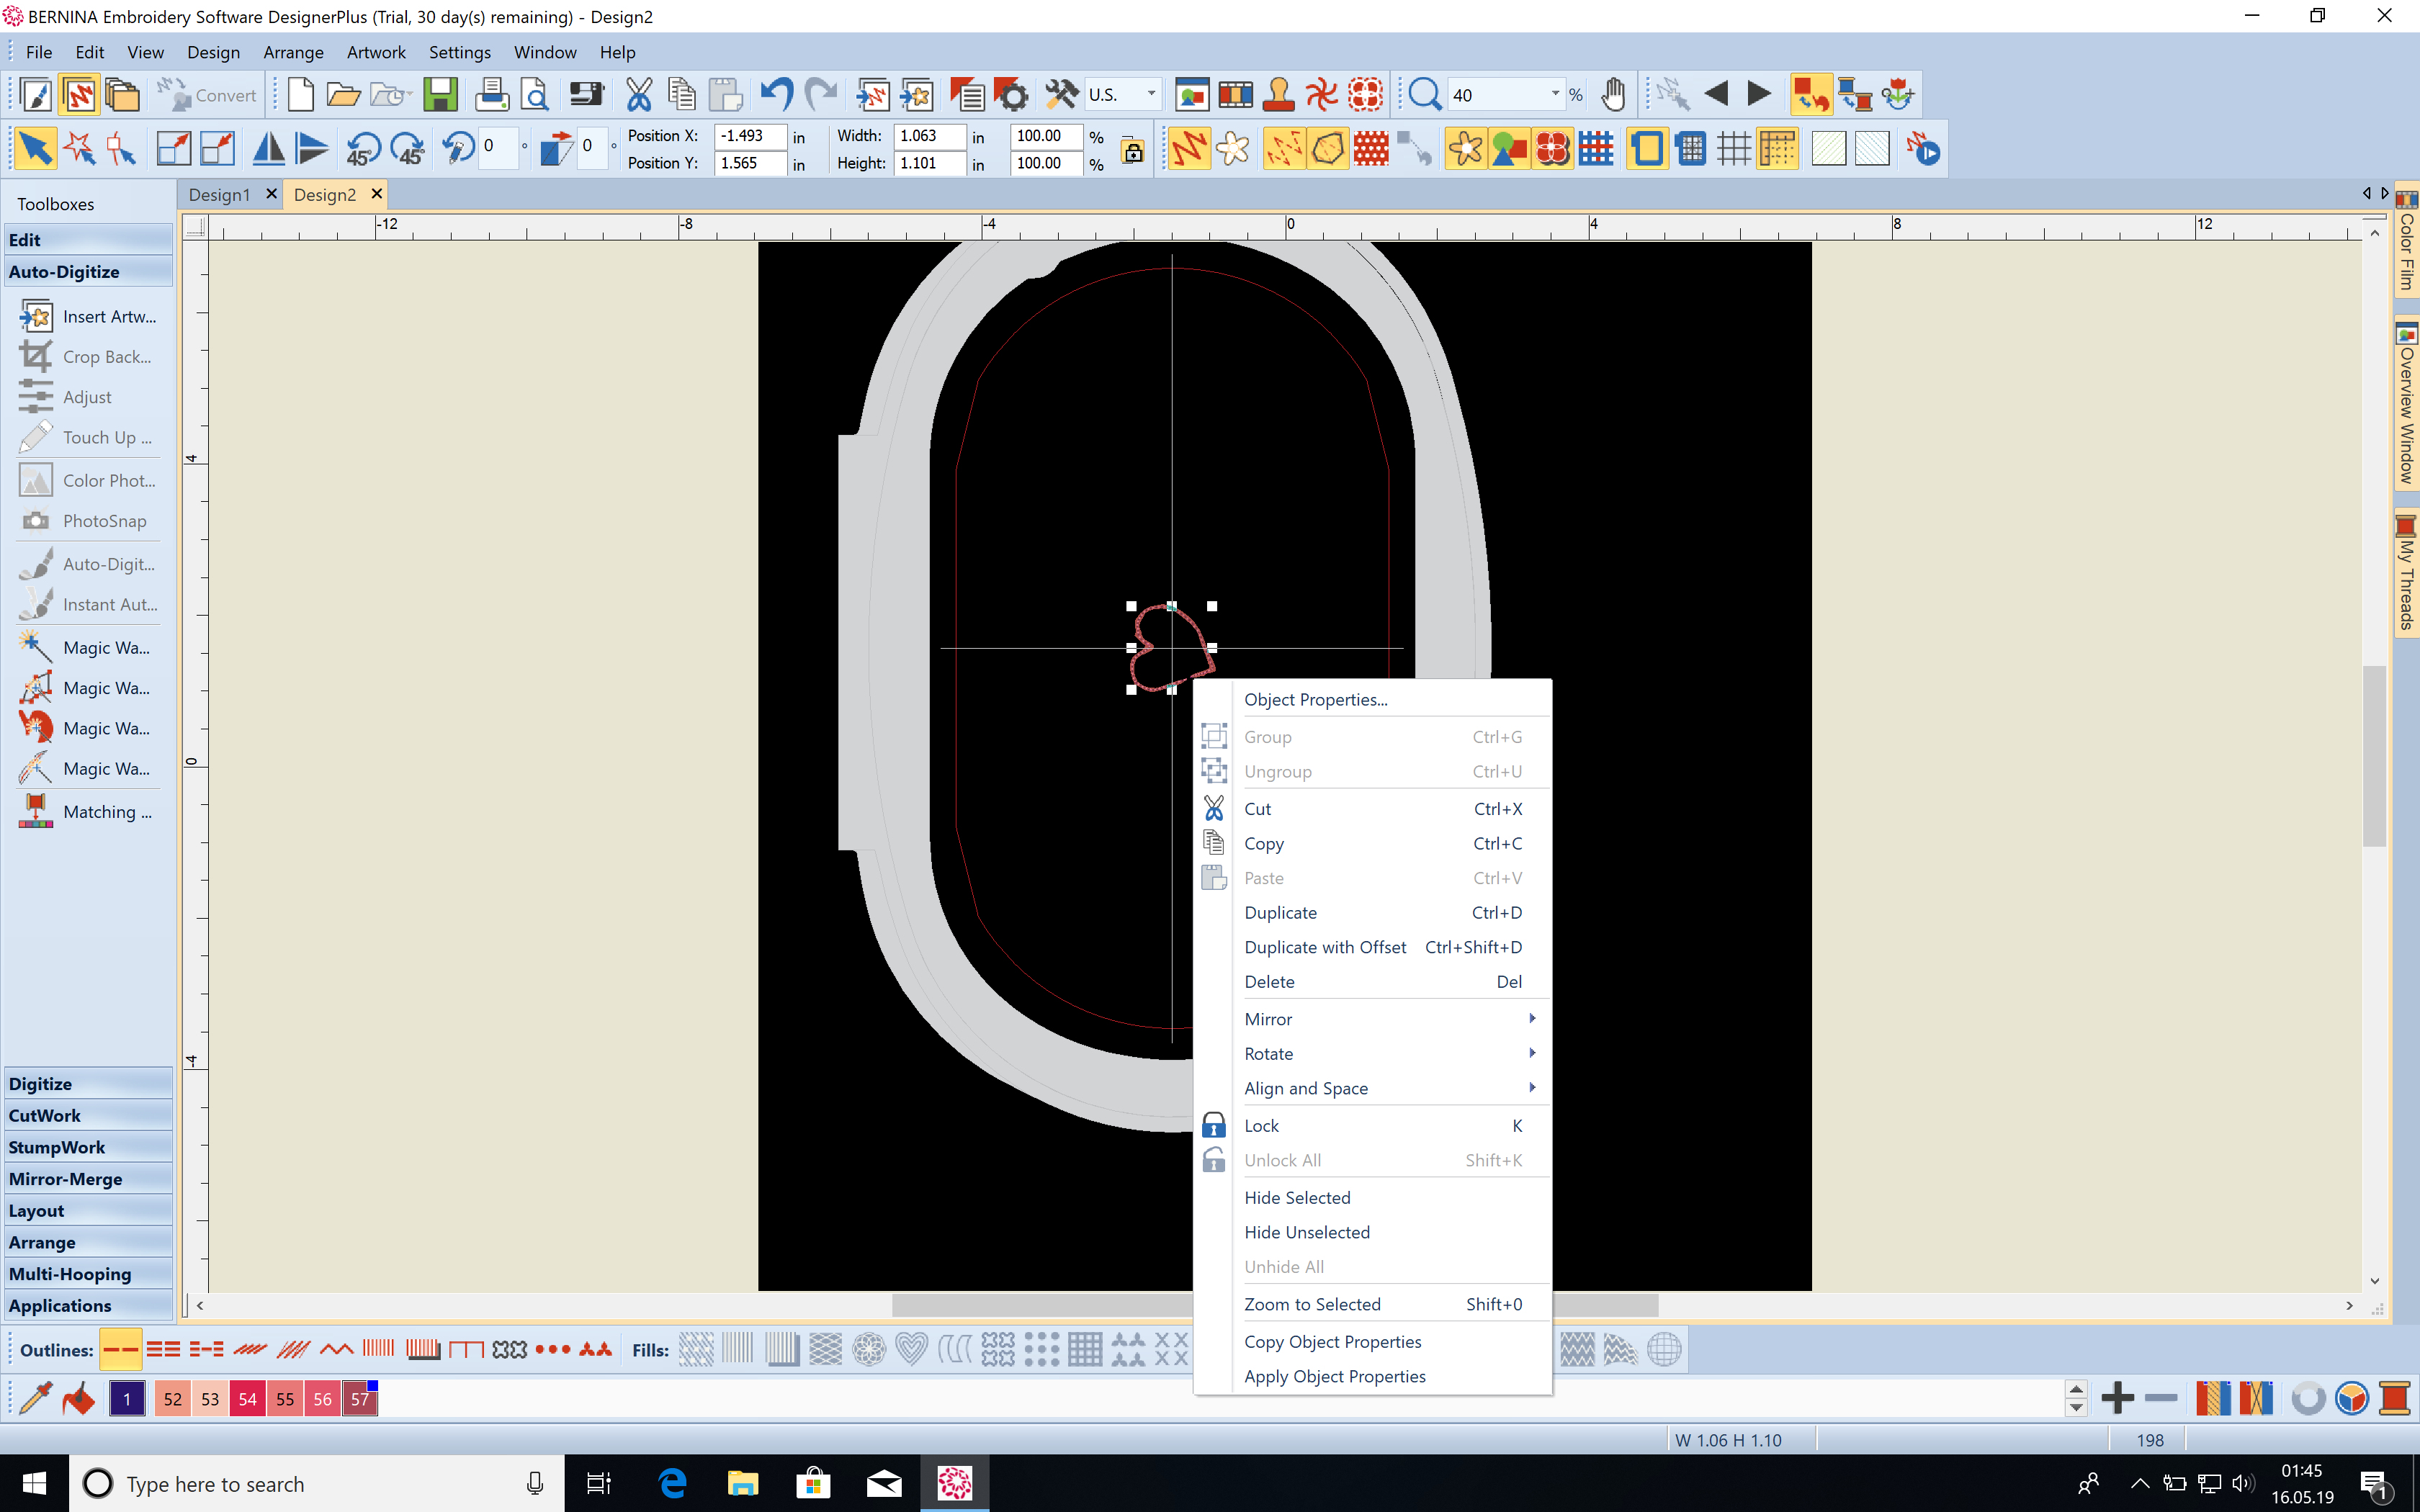 BERNINA Embroidery Software DesignerPlus (Trial, 30 day(s) remaining) - Design2
File Edit View Design Arrange Artwork Settings Window Help
Convert U.S. 40 %
45° 45° 0 ° 0 ° Position X: -1.493 in Width: 1.063 in 100.00 %
Position Y: 1.565 in Height: 1.101 in 100.00 %
Toolboxes
Design1 Design2
-12 -8 -4 0 4 8 12
Edit
Auto-Digitize
Insert Artw...
Crop Back...
Adjust
Touch Up ...
Color Phot...
PhotoSnap
Auto-Digit...
Instant Aut...
Magic Wa...
Magic Wa...
Magic Wa...
Magic Wa...
Matching ...
Digitize
CutWork
StumpWork
Mirror-Merge
Layout
Arrange
Multi-Hooping
Applications
4
0
-4
Object Properties...
Group Ctrl+G
Ungroup Ctrl+U
Cut Ctrl+X
Copy Ctrl+C
Paste Ctrl+V
Duplicate Ctrl+D
Duplicate with Offset Ctrl+Shift+D
Delete Del
Mirror
Rotate
Align and Space
Lock K
Unlock All Shift+K
Hide Selected
Hide Unselected
Unhide All
Zoom to Selected Shift+0
Copy Object Properties
Apply Object Properties
Color Film
Overview Window
My Threads
Outlines: Fills:
1 52 53 54 55 56 57
W 1.06 H 1.10 198
Type here to search
01:45
16.05.19
1